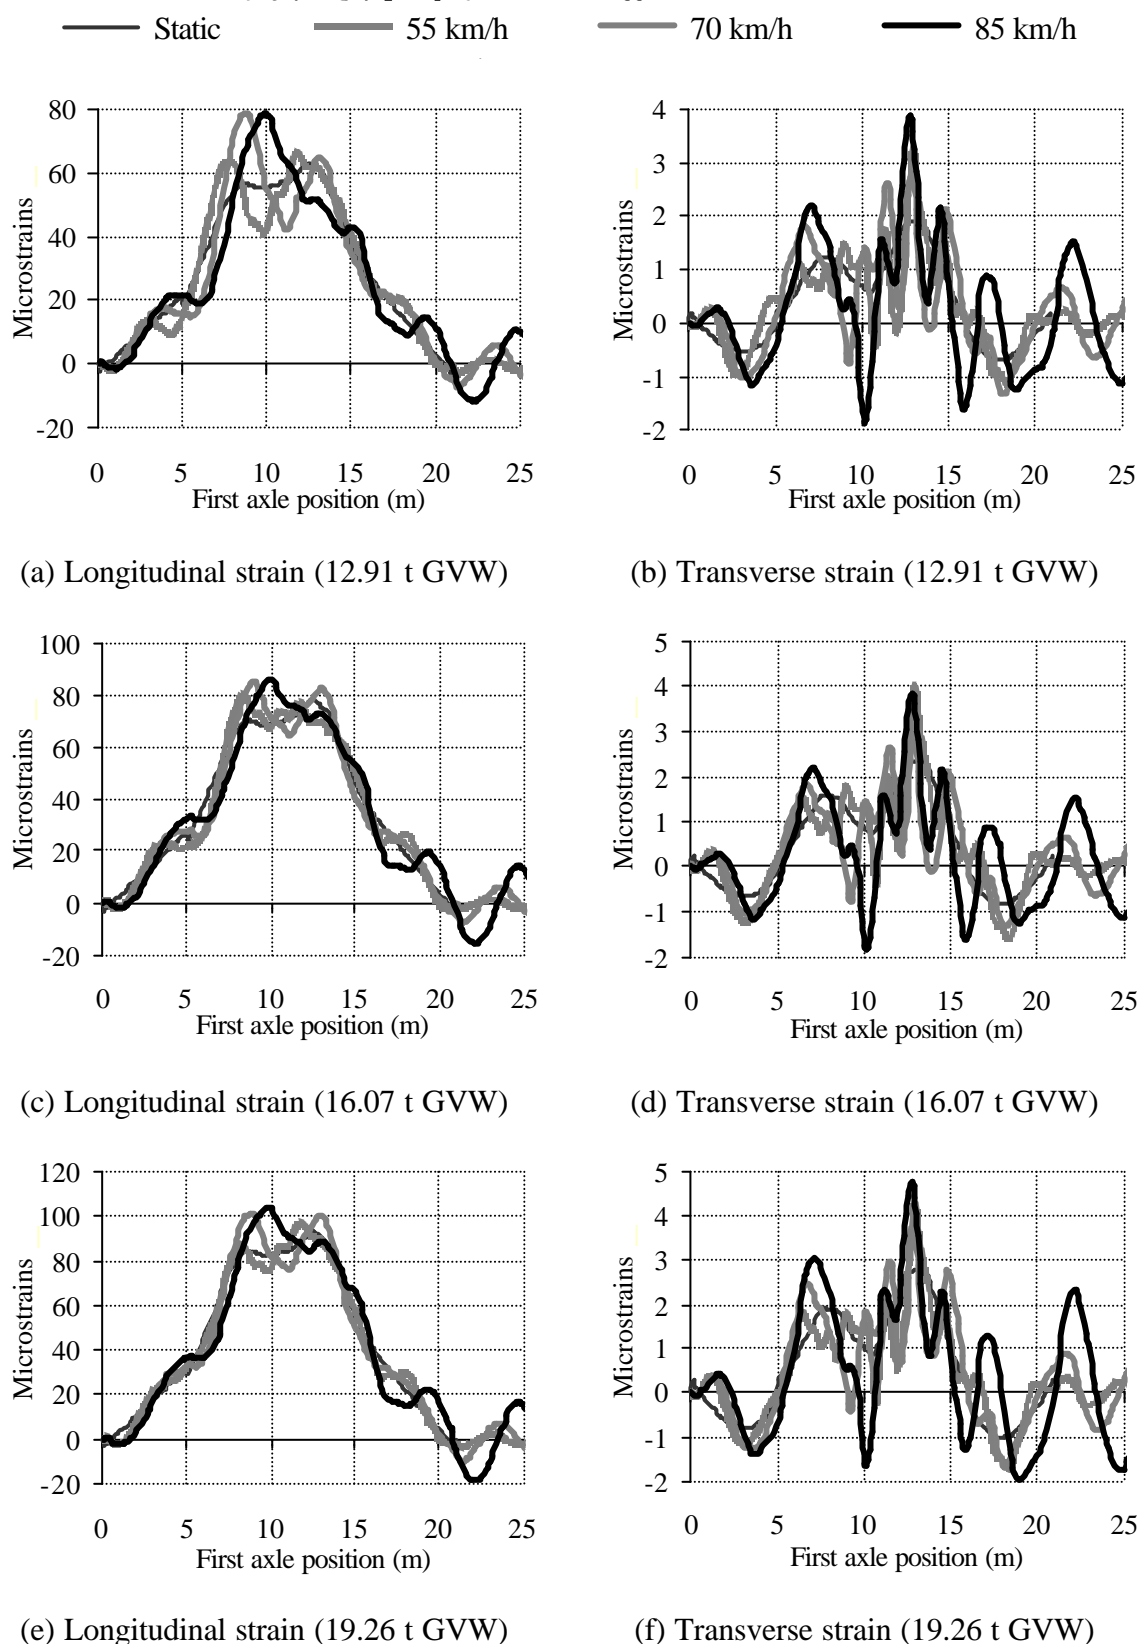 Static 55 km/h 70 km/h 85 km/h
80 60 40 20 0 -20
Microstrains
0 5 10 15 20 25
First axle position (m)
4 3 2 1 0 -1 -2
Microstrains
0 5 10 15 20 25
First axle position (m)
(a) Longitudinal strain (12.91 t GVW)
(b) Transverse strain (12.91 t GVW)
100 80 60 40 20 0 -20
Microstrains
0 5 10 15 20 25
First axle position (m)
5 4 3 2 1 0 -1 -2
Microstrains
0 5 10 15 20 25
First axle position (m)
(c) Longitudinal strain (16.07 t GVW)
(d) Transverse strain (16.07 t GVW)
120 100 80 60 40 20 0 -20
Microstrains
0 5 10 15 20 25
First axle position (m)
5 4 3 2 1 0 -1 -2
Microstrains
0 5 10 15 20 25
First axle position (m)
(e) Longitudinal strain (19.26 t GVW)
(f) Transverse strain (19.26 t GVW)